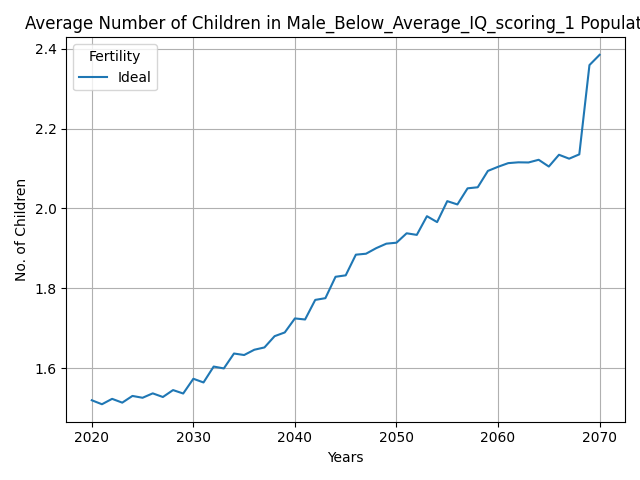 Average Number of Children in Male_Below_Average_IQ_scoring_1 Populat
Fertility
Ideal
No. of Children
2.4
2.2
2.0
1.8
1.6
2020 2030 2040 2050 2060 2070
Years